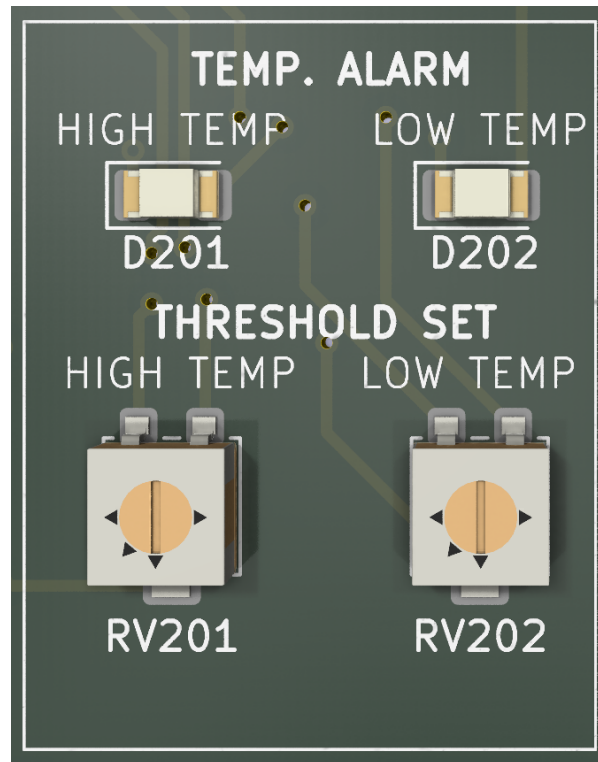 TEMP. ALARM
HIGH TEMP LOW TEMP
D201 D202
THRESHOLD SET
HIGH TEMP LOW TEMP
RV201 RV202